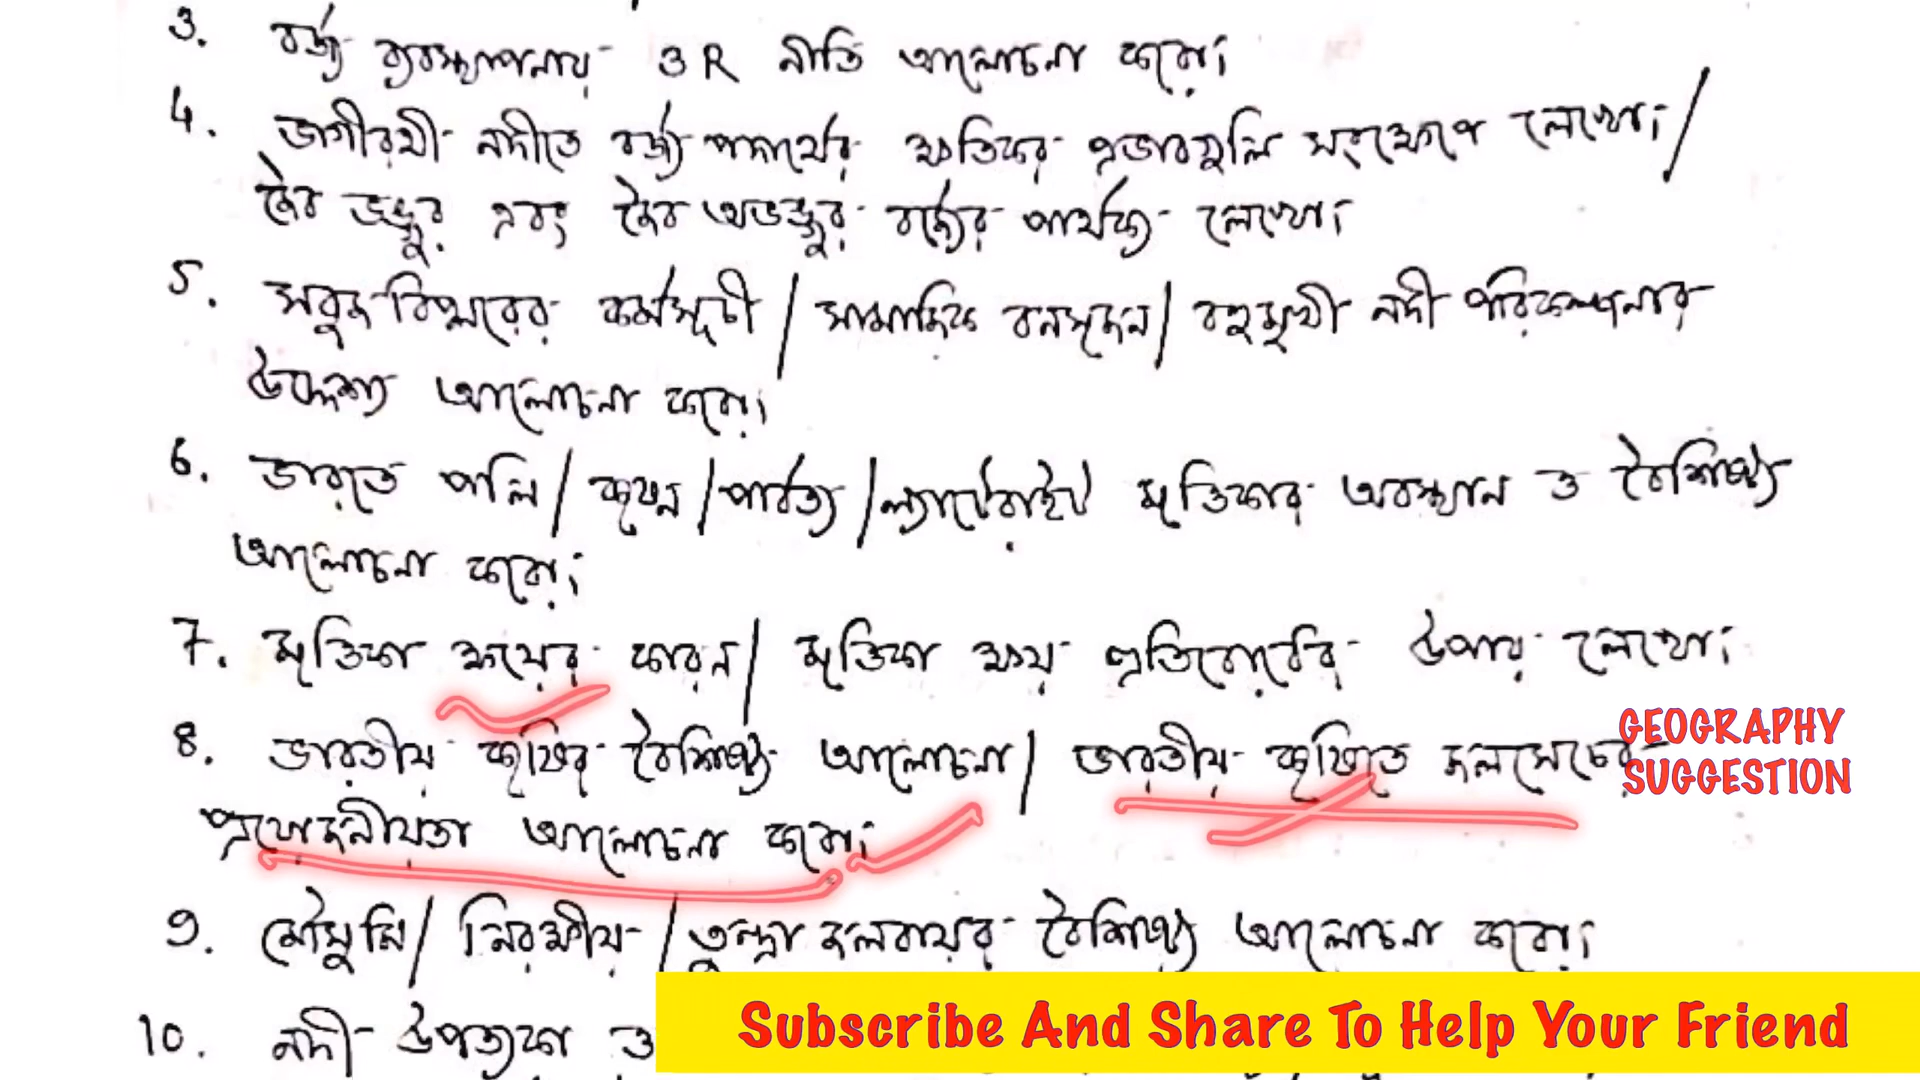 3. বর্জ্য ব্যবস্থাপনায় 3R নীতি আলোচনা করো।
4. ভাগীরথী নদীতে বর্জ্য পদার্থের ক্ষতিকর প্রভাবগুলি সংক্ষেপে লেখো। /
জৈব ভঙ্গুর এবং জৈব অভঙ্গুর বর্জ্যের পার্থক্য লেখো।
5. সবুজ বিপ্লবের কর্মসূচী / সামাজিক বনসৃজন / বহুমুখী নদী পরিকল্পনার
উদ্দেশ্য আলোচনা করো।
6. ভারতে পলি / কৃষ্ণ / পার্বত্য / ল্যাটেরাইট মৃত্তিকার অবস্থান ও বৈশিষ্ট্য
আলোচনা করো।
7. মৃত্তিকা ক্ষয়ের কারন / মৃত্তিকা ক্ষয় প্রতিরোধের উপায় লেখো।
8. ভারতীয় কৃষির বৈশিষ্ট্য আলোচনা / ভারতীয় কৃষিতে জলসেচের
প্রয়োজনীয়তা আলোচনা করো।
GEOGRAPHY
SUGGESTION
9. মৌসুমি / নিরক্ষীয় / তুন্দ্রা জলবায়ুর বৈশিষ্ট্য আলোচনা করো।
10. নদী উপত্যকা ও
Subscribe And Share To Help Your Friend